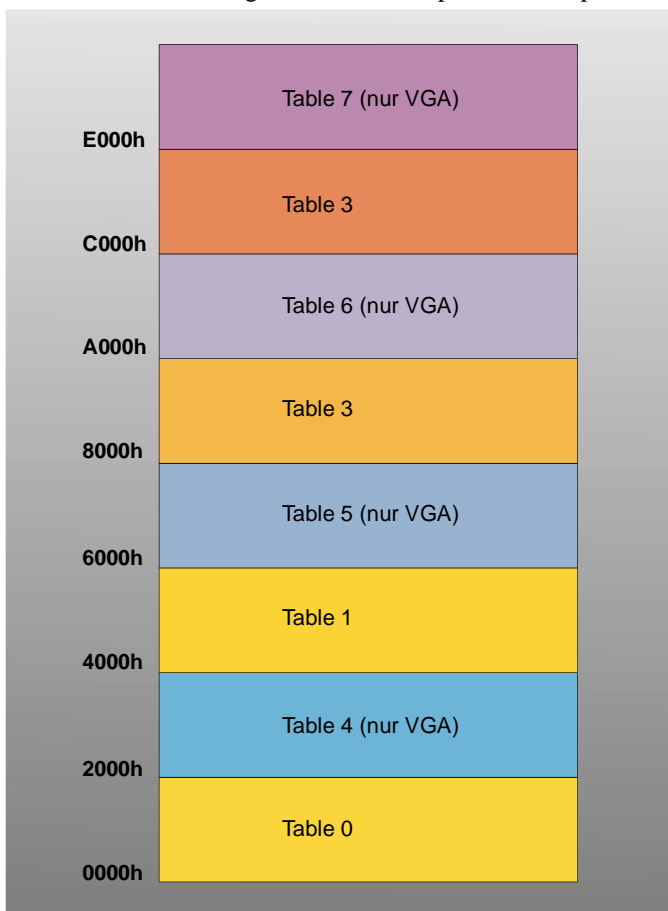 Table 7 (nur VGA)
E000h
Table 3
C000h
Table 6 (nur VGA)
A000h
Table 3
8000h
Table 5 (nur VGA)
6000h
Table 1
4000h
Table 4 (nur VGA)
2000h
Table 0
0000h